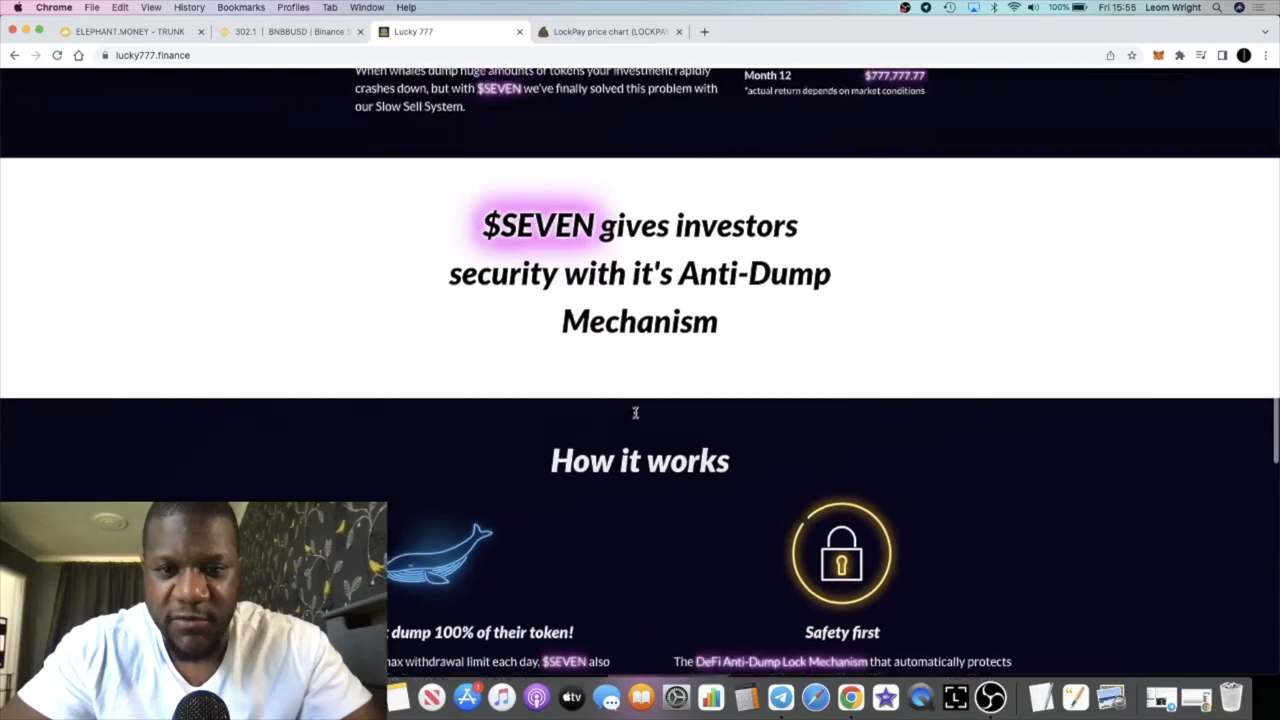 Chrome File Edit View History Bookmarks Profiles Tab Window Help 100% Fri 15:55 Leom Wright
ELEPHANT.MONEY - TRUNK 302.1 | BNBBUSD | Binance Lucky 777 LockPay price chart (LOCKPAY
lucky777.finance
When whales dump huge amounts of tokens your investment rapidly
crashes down, but with $SEVEN we've finally solved this problem with
our Slow Sell System.
Month 12 $777,777.77
*actual return depends on market conditions
$SEVEN gives investors
security with it's Anti-Dump
Mechanism
How it works
dump 100% of their token!
max withdrawal limit each day. $SEVEN also
Safety first
The DeFi Anti-Dump Lock Mechanism that automatically protects